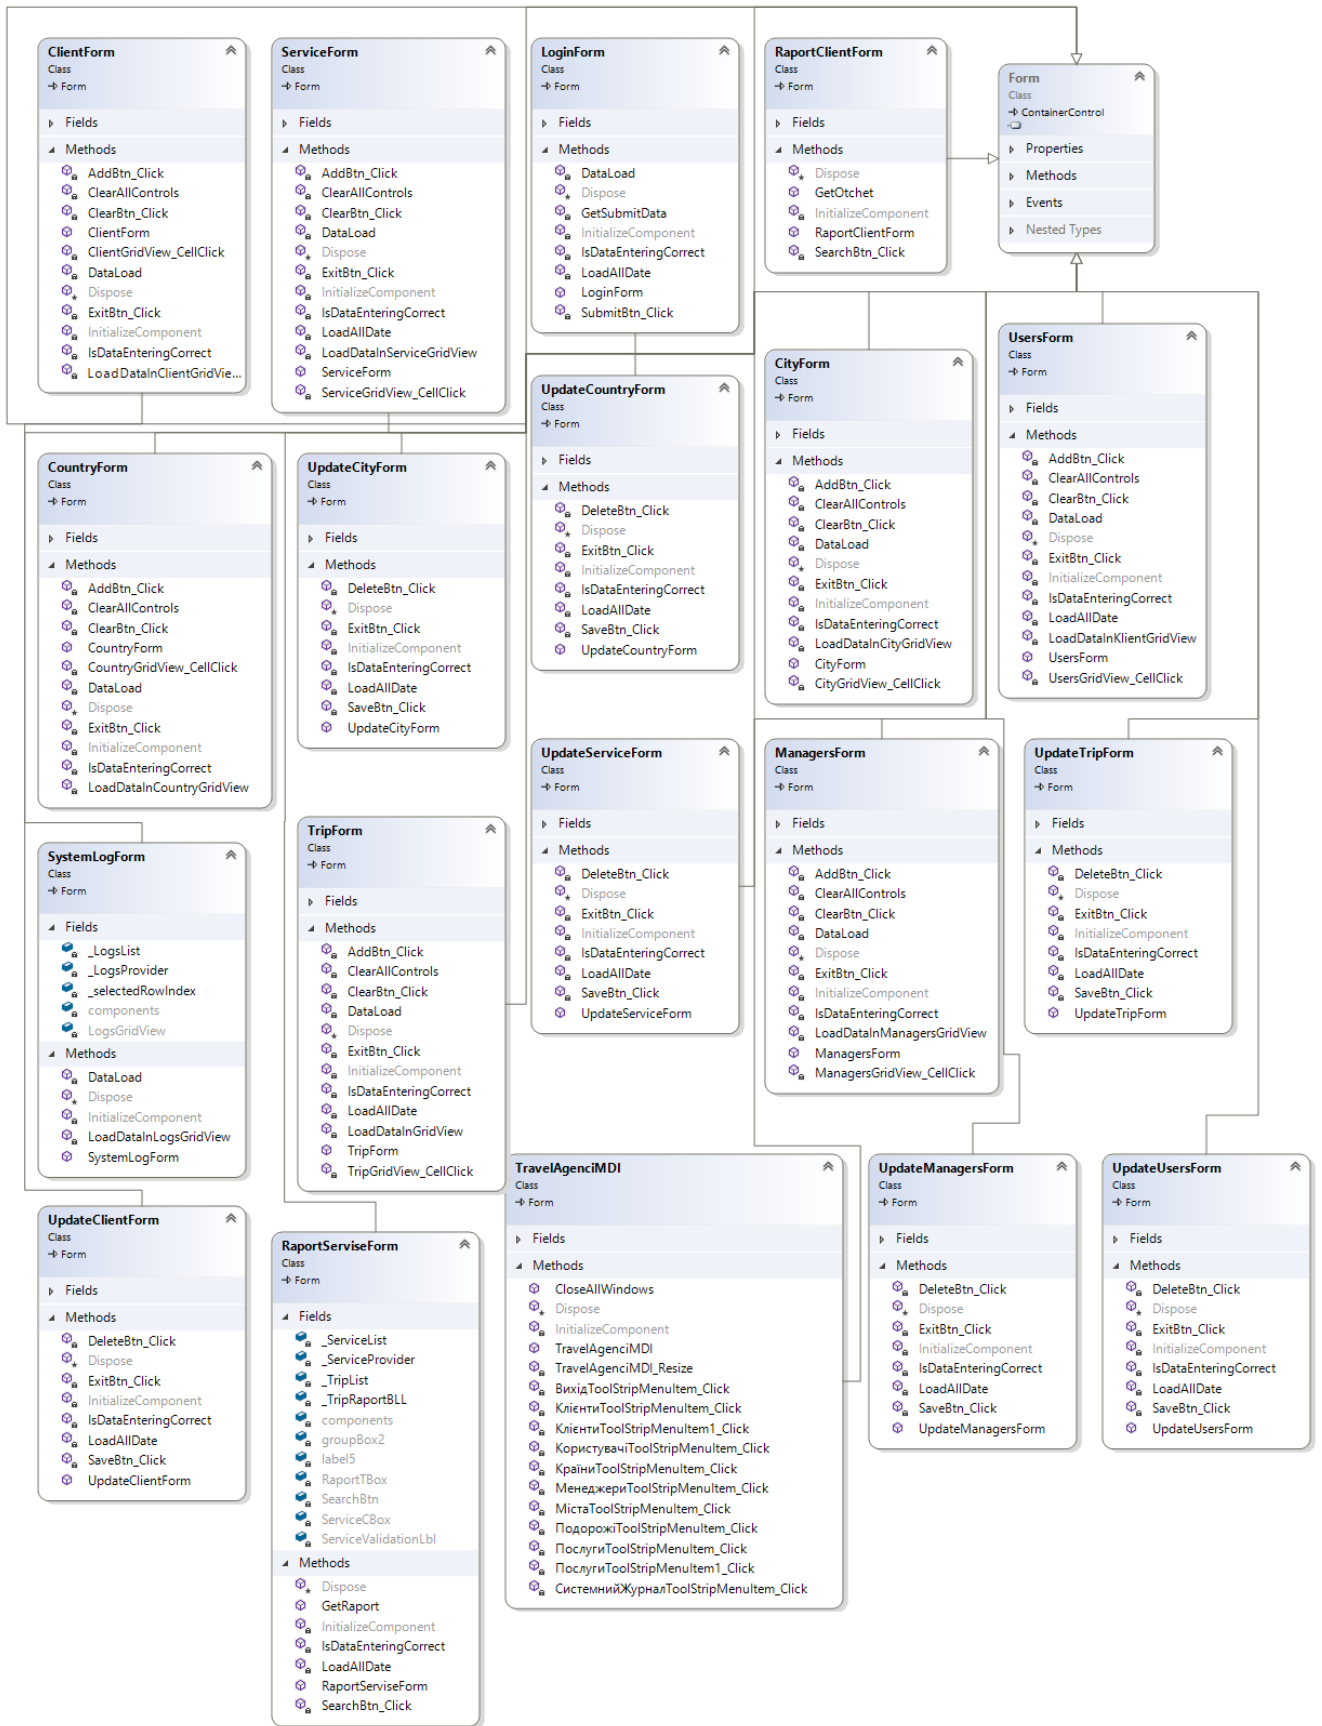 ClientForm
Class
Form
Fields
Methods
AddBtn_Click
ClearAllControls
ClearBtn_Click
ClientForm
ClientGridView_CellClick
DataLoad
Dispose
ExitBtn_Click
InitializeComponent
IsDataEnteringCorrect
LoadDataInClientGridVie...
ServiceForm
Class
Form
Fields
Methods
AddBtn_Click
ClearAllControls
ClearBtn_Click
DataLoad
Dispose
ExitBtn_Click
InitializeComponent
IsDataEnteringCorrect
LoadAllDate
LoadDataInServiceGridView
ServiceForm
ServiceGridView_CellClick
LoginForm
Class
Form
Fields
Methods
DataLoad
Dispose
GetSubmitData
InitializeComponent
IsDataEnteringCorrect
LoadAllDate
LoginForm
SubmitBtn_Click
RaportClientForm
Class
Form
Fields
Methods
Dispose
GetOtchet
InitializeComponent
RaportClientForm
SearchBtn_Click
Form
Class
ContainerControl
Properties
Methods
Events
Nested Types
CountryForm
Class
Form
Fields
Methods
AddBtn_Click
ClearAllControls
ClearBtn_Click
CountryForm
CountryGridView_CellClick
DataLoad
Dispose
ExitBtn_Click
InitializeComponent
IsDataEnteringCorrect
LoadDataInCountryGridView
UpdateCityForm
Class
Form
Fields
Methods
DeleteBtn_Click
Dispose
ExitBtn_Click
InitializeComponent
IsDataEnteringCorrect
LoadAllDate
SaveBtn_Click
UpdateCityForm
UpdateCountryForm
Class
Form
Fields
Methods
DeleteBtn_Click
Dispose
ExitBtn_Click
InitializeComponent
IsDataEnteringCorrect
LoadAllDate
SaveBtn_Click
UpdateCountryForm
CityForm
Class
Form
Fields
Methods
AddBtn_Click
ClearAllControls
ClearBtn_Click
DataLoad
Dispose
ExitBtn_Click
InitializeComponent
IsDataEnteringCorrect
LoadDataInCityGridView
CityForm
CityGridView_CellClick
UsersForm
Class
Form
Fields
Methods
AddBtn_Click
ClearAllControls
ClearBtn_Click
DataLoad
Dispose
ExitBtn_Click
InitializeComponent
IsDataEnteringCorrect
LoadAllDate
LoadDataInKlientGridView
UsersForm
UsersGridView_CellClick
SystemLogForm
Class
Form
Fields
_LogsList
_LogsProvider
_selectedRowIndex
components
LogsGridView
Methods
DataLoad
Dispose
InitializeComponent
LoadDataInLogsGridView
SystemLogForm
TripForm
Class
Form
Fields
Methods
AddBtn_Click
ClearAllControls
ClearBtn_Click
DataLoad
Dispose
ExitBtn_Click
InitializeComponent
IsDataEnteringCorrect
LoadAllDate
LoadDataInGridView
TripForm
TripGridView_CellClick
UpdateServiceForm
Class
Form
Fields
Methods
DeleteBtn_Click
Dispose
ExitBtn_Click
InitializeComponent
IsDataEnteringCorrect
LoadAllDate
SaveBtn_Click
UpdateServiceForm
ManagersForm
Class
Form
Fields
Methods
AddBtn_Click
ClearAllControls
ClearBtn_Click
DataLoad
Dispose
ExitBtn_Click
InitializeComponent
IsDataEnteringCorrect
LoadDataInManagersGridView
ManagersForm
ManagersGridView_CellClick
UpdateTripForm
Class
Form
Fields
Methods
DeleteBtn_Click
Dispose
ExitBtn_Click
InitializeComponent
IsDataEnteringCorrect
LoadAllDate
SaveBtn_Click
UpdateTripForm
UpdateClientForm
Class
Form
Fields
Methods
DeleteBtn_Click
Dispose
ExitBtn_Click
InitializeComponent
IsDataEnteringCorrect
LoadAllDate
SaveBtn_Click
UpdateClientForm
RaportServiseForm
Class
Form
Fields
_ServiceList
_ServiceProvider
_TripList
_TripRaportBLL
components
groupBox2
label5
RaportTBox
SearchBtn
ServiceCBox
ServiceValidationLbl
Methods
Dispose
GetRaport
InitializeComponent
IsDataEnteringCorrect
LoadAllDate
RaportServiseForm
SearchBtn_Click
TravelAgenciMDI
Class
Form
Fields
Methods
CloseAllWindows
Dispose
InitializeComponent
TravelAgenciMDI
TravelAgenciMDI_Resize
ВихідToolStripMenuItem_Click
КлієнтиToolStripMenuItem_Click
КлієнтиToolStripMenuItem1_Click
КористувачіToolStripMenuItem_Click
КраїниToolStripMenuItem_Click
МенеджериToolStripMenuItem_Click
МістаToolStripMenuItem_Click
ПодорожіToolStripMenuItem_Click
ПослугиToolStripMenuItem_Click
ПослугиToolStripMenuItem1_Click
СистемнийЖурналToolStripMenuItem_Click
UpdateManagersForm
Class
Form
Fields
Methods
DeleteBtn_Click
Dispose
ExitBtn_Click
InitializeComponent
IsDataEnteringCorrect
LoadAllDate
SaveBtn_Click
UpdateManagersForm
UpdateUsersForm
Class
Form
Fields
Methods
DeleteBtn_Click
Dispose
ExitBtn_Click
InitializeComponent
IsDataEnteringCorrect
LoadAllDate
SaveBtn_Click
UpdateUsersForm